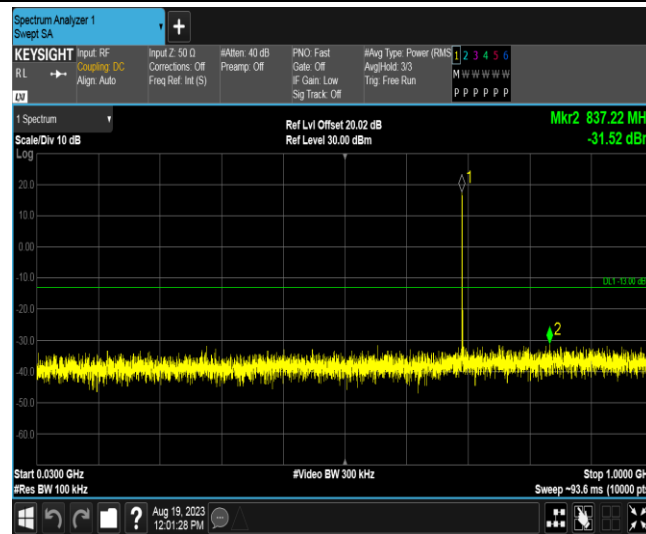 Spectrum Analyzer 1
Swept SA
+
KEYSIGHT
RL
LXI
Input: RF
Coupling: DC
Align: Auto
Input Z: 50 Ω
Corrections: Off
Freq Ref: Int (S)
#Atten: 40 dB
Preamp: Off
PNO: Fast
Gate: Off
IF Gain: Low
Sig Track: Off
#Avg Type: Power (RMS
Avg|Hold: 3/3
Trig: Free Run
1 2 3 4 5 6
M W W W W W
P P P P P P
1 Spectrum
Scale/Div 10 dB
Log
Ref Lvl Offset 20.02 dB
Ref Level 30.00 dBm
Mkr2 837.22 MH
-31.52 dBr
20.0
10.0
0.00
-10.0
-20.0
-30.0
-40.0
-50.0
-60.0
1
DL1 -13.00 dB
2
Start 0.0300 GHz
#Res BW 100 kHz
#Video BW 300 kHz
Stop 1.0000 GH
Sweep ~93.6 ms (10000 pts
?
Aug 19, 2023
12:01:28 PM